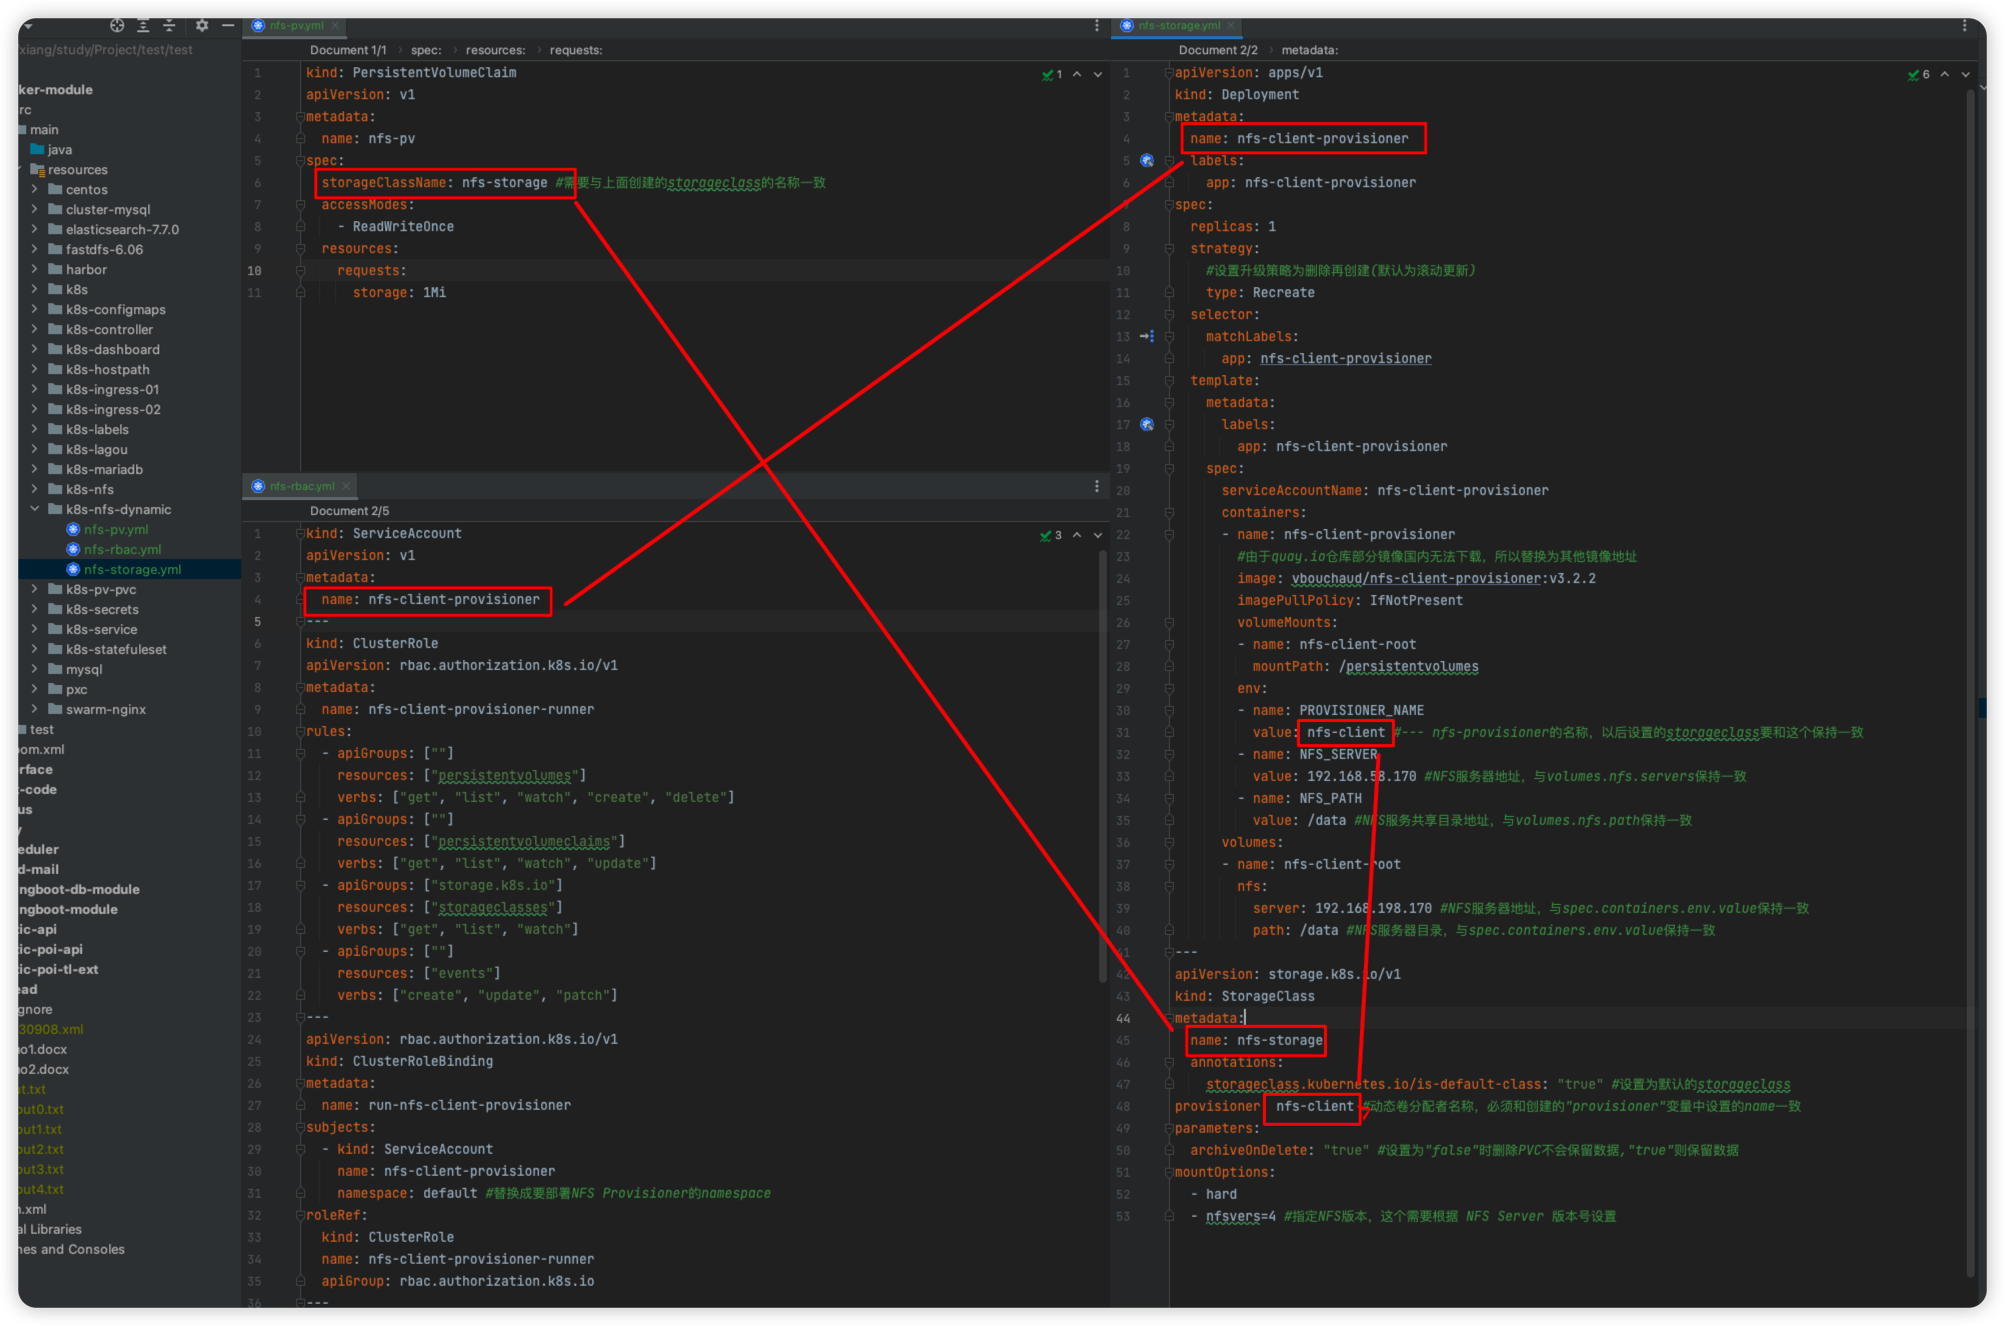 nfs-pv.yml
nfs-storage.yml
xiang/study/Project/test/test
ker-module
rc
main
java
resources
centos
cluster-mysql
elasticsearch-7.7.0
fastdfs-6.06
harbor
k8s
k8s-configmaps
k8s-controller
k8s-dashboard
k8s-hostpath
k8s-ingress-01
k8s-ingress-02
k8s-labels
k8s-lagou
k8s-mariadb
k8s-nfs
k8s-nfs-dynamic
nfs-pv.yml
nfs-rbac.yml
nfs-storage.yml
k8s-pv-pvc
k8s-secrets
k8s-service
k8s-statefuleset
mysql
pxc
swarm-nginx
test
om.xml
rface
-code
us
y
eduler
d-mail
ngboot-db-module
ngboot-module
ic-api
tic-poi-api
tic-poi-tl-ext
ead
gnore
30908.xml
o1.docx
o2.docx
t.txt
out0.txt
out1.txt
out2.txt
out3.txt
out4.txt
.xml
al Libraries
nes and Consoles
Document 1/1 › spec: › resources: › requests:
1 kind: PersistentVolumeClaim
2 apiVersion: v1
3 metadata:
4 name: nfs-pv
5 spec:
6 storageClassName: nfs-storage #需要与上面创建的storageclass的名称一致
7 accessModes:
8 - ReadWriteOnce
9 resources:
10 requests:
11 storage: 1Mi
1
nfs-rbac.yml
Document 2/5
1 kind: ServiceAccount
2 apiVersion: v1
3 metadata:
4 name: nfs-client-provisioner
5 ---
6 kind: ClusterRole
7 apiVersion: rbac.authorization.k8s.io/v1
8 metadata:
9 name: nfs-client-provisioner-runner
10 rules:
11 - apiGroups: [""]
12 resources: ["persistentvolumes"]
13 verbs: ["get", "list", "watch", "create", "delete"]
14 - apiGroups: [""]
15 resources: ["persistentvolumeclaims"]
16 verbs: ["get", "list", "watch", "update"]
17 - apiGroups: ["storage.k8s.io"]
18 resources: ["storageclasses"]
19 verbs: ["get", "list", "watch"]
20 - apiGroups: [""]
21 resources: ["events"]
22 verbs: ["create", "update", "patch"]
23 ---
24 apiVersion: rbac.authorization.k8s.io/v1
25 kind: ClusterRoleBinding
26 metadata:
27 name: run-nfs-client-provisioner
28 subjects:
29 - kind: ServiceAccount
30 name: nfs-client-provisioner
31 namespace: default #替换成要部署NFS Provisioner的namespace
32 roleRef:
33 kind: ClusterRole
34 name: nfs-client-provisioner-runner
35 apiGroup: rbac.authorization.k8s.io
36 ---
3
Document 2/2 › metadata:
1 apiVersion: apps/v1
2 kind: Deployment
3 metadata:
4 name: nfs-client-provisioner
5 labels:
6 app: nfs-client-provisioner
7 spec:
8 replicas: 1
9 strategy:
10 #设置升级策略为删除再创建(默认为滚动更新)
11 type: Recreate
12 selector:
13 matchLabels:
14 app: nfs-client-provisioner
15 template:
16 metadata:
17 labels:
18 app: nfs-client-provisioner
19 spec:
20 serviceAccountName: nfs-client-provisioner
21 containers:
22 - name: nfs-client-provisioner
23 #由于quay.io仓库部分镜像国内无法下载，所以替换为其他镜像地址
24 image: vbouchaud/nfs-client-provisioner:v3.2.2
25 imagePullPolicy: IfNotPresent
26 volumeMounts:
27 - name: nfs-client-root
28 mountPath: /persistentvolumes
29 env:
30 - name: PROVISIONER_NAME
31 value: nfs-client #--- nfs-provisioner的名称，以后设置的storageclass要和这个保持一致
32 - name: NFS_SERVER
33 value: 192.168.58.170 #NFS服务器地址，与volumes.nfs.servers保持一致
34 - name: NFS_PATH
35 value: /data #NFS服务共享目录地址，与volumes.nfs.path保持一致
36 volumes:
37 - name: nfs-client-root
38 nfs:
39 server: 192.168.198.170 #NFS服务器地址，与spec.containers.env.value保持一致
40 path: /data #NFS服务器目录，与spec.containers.env.value保持一致
41 ---
42 apiVersion: storage.k8s.io/v1
43 kind: StorageClass
44 metadata:
45 name: nfs-storage
46 annotations:
47 storageclass.kubernetes.io/is-default-class: "true" #设置为默认的storageclass
48 provisioner nfs-client #动态卷分配者名称，必须和创建的"provisioner"变量中设置的name一致
49 parameters:
50 archiveOnDelete: "true" #设置为"false"时删除PVC不会保留数据,"true"则保留数据
51 mountOptions:
52 - hard
53 - nfsvers=4 #指定NFS版本，这个需要根据 NFS Server 版本号设置
6